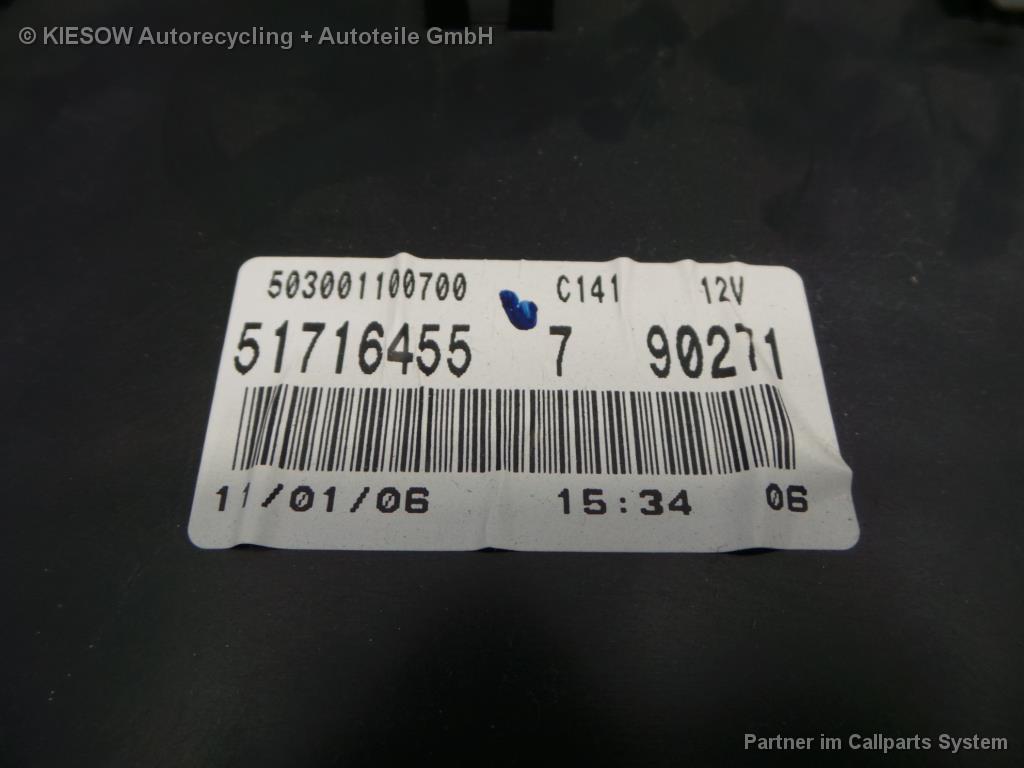 © KIESOW Autorecycling + Autoteile GmbH
503001100700 C141 12V
51716455 7 90271
11/01/06 15:34 06
Partner im Callparts System